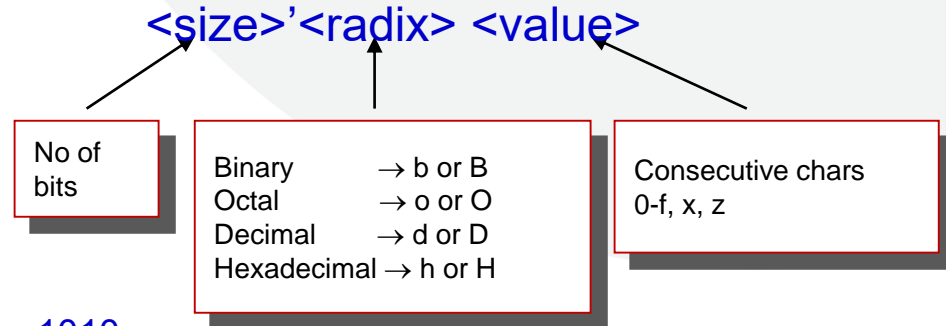 <size>’<radix> <value>
No of
bits
Binary → b or B
Octal → o or O
Decimal → d or D
Hexadecimal → h or H
Consecutive chars
0-f, x, z